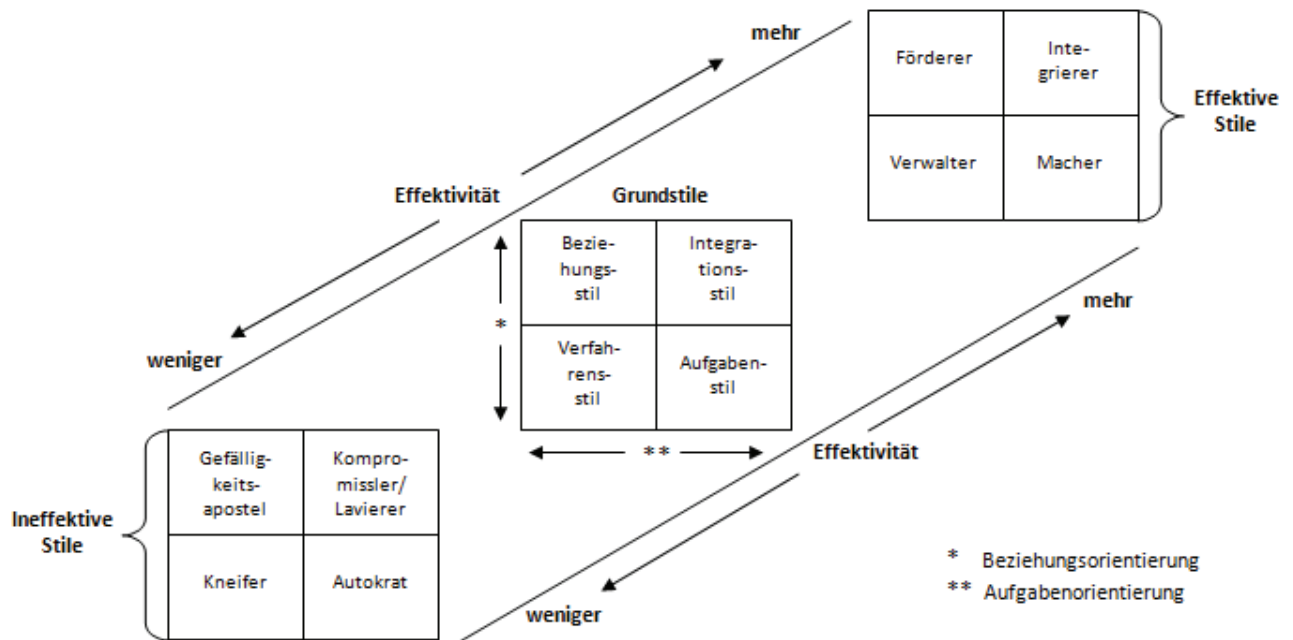 mehr
Förderer
Inte-
grierer
Effektive
Stile
Verwalter
Macher
Effektivität
Grundstile
Bezie-
hungs-
stil
Integra-
tions-
stil
mehr
*
weniger
Verfah-
rens-
stil
Aufgaben-
stil
**
Effektivität
Gefällig-
keits-
apostel
Kompro-
missler/
Lavierer
Ineffektive
Stile
Kneifer
Autokrat
weniger
* Beziehungsorientierung
** Aufgabenorientierung